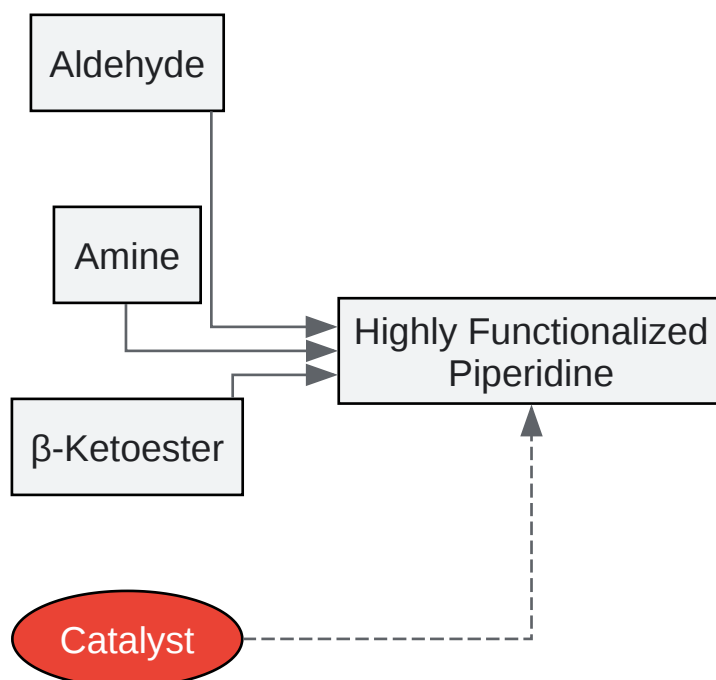 Aldehyde
Amine
Highly Functionalized
Piperidine
β-Ketoester
Catalyst